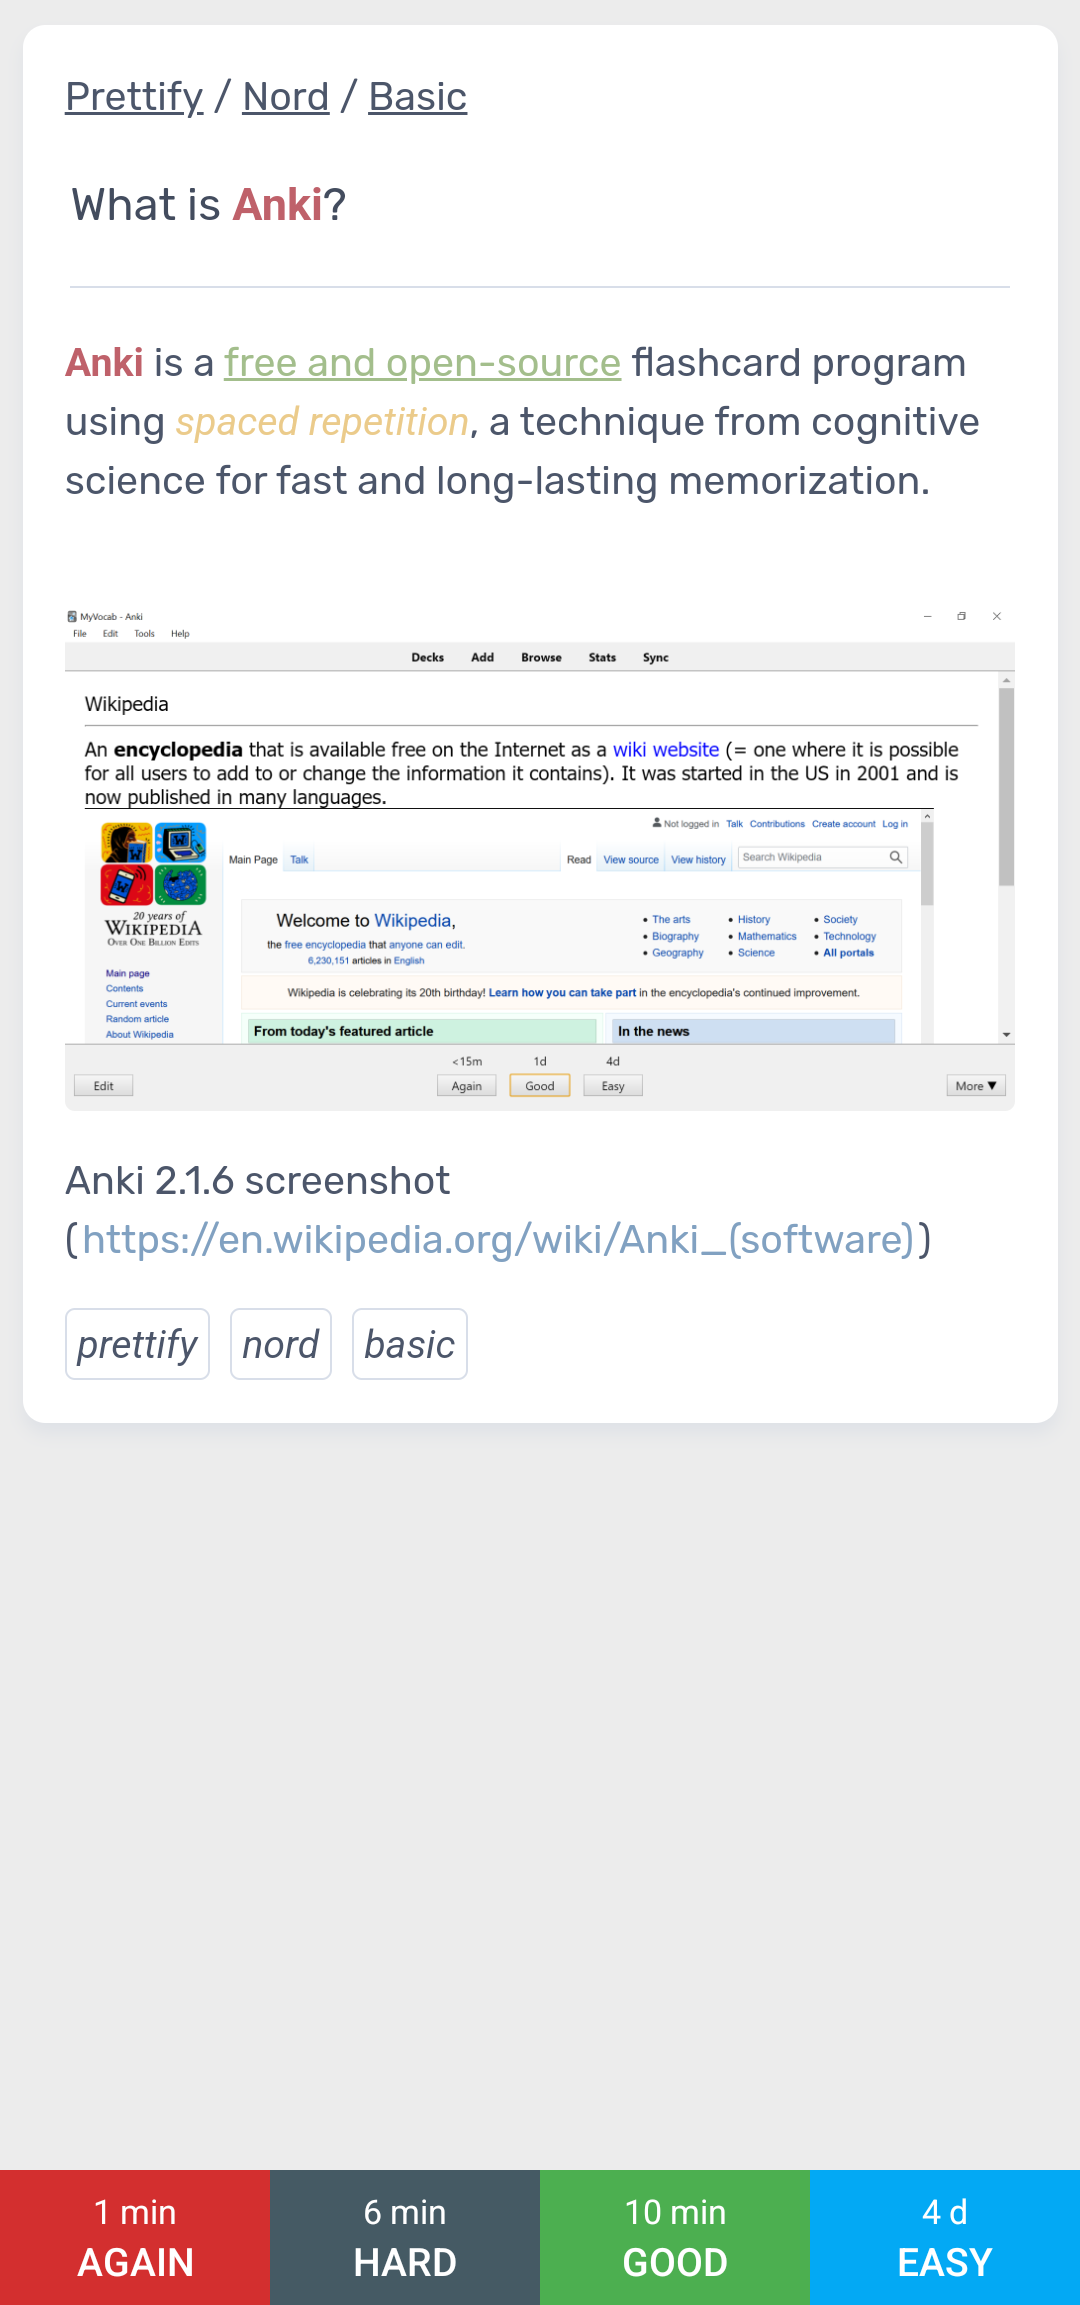 Prettify / Nord / Basic
What is Anki?
Anki is a free and open-source flashcard program
using spaced repetition, a technique from cognitive
science for fast and long-lasting memorization.
MyVocab - Anki
File Edit Tools Help
Decks Add Browse Stats Sync
Wikipedia
An encyclopedia that is available free on the Internet as a wiki website (= one where it is possible
for all users to add to or change the information it contains). It was started in the US in 2001 and is
now published in many languages.
Not logged in Talk Contributions Create account Log in
Main Page Talk Read View source View history Search Wikipedia
20 years of
WIKIPEDIA
OVER ONE BILLION EDITS
Welcome to Wikipedia,
the free encyclopedia that anyone can edit.
6,230,151 articles in English
• The arts • History • Society
• Biography • Mathematics • Technology
• Geography • Science • All portals
Main page
Contents
Current events
Random article
About Wikipedia
Wikipedia is celebrating its 20th birthday! Learn how you can take part in the encyclopedia's continued improvement.
From today's featured article In the news
<15m 1d 4d
Edit Again Good Easy More ▼
Anki 2.1.6 screenshot
(https://en.wikipedia.org/wiki/Anki_(software))
prettify nord basic
1 min 6 min 10 min 4 d
AGAIN HARD GOOD EASY